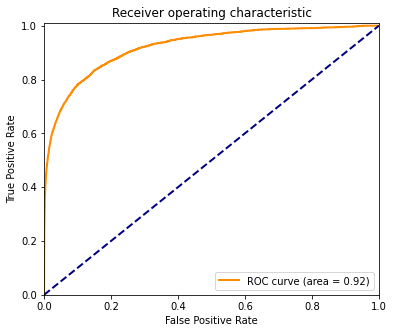 Receiver operating characteristic
True Positive Rate
1.0
0.8
0.6
0.4
0.2
0.0
0.0 0.2 0.4 0.6 0.8 1.0
False Positive Rate
ROC curve (area = 0.92)